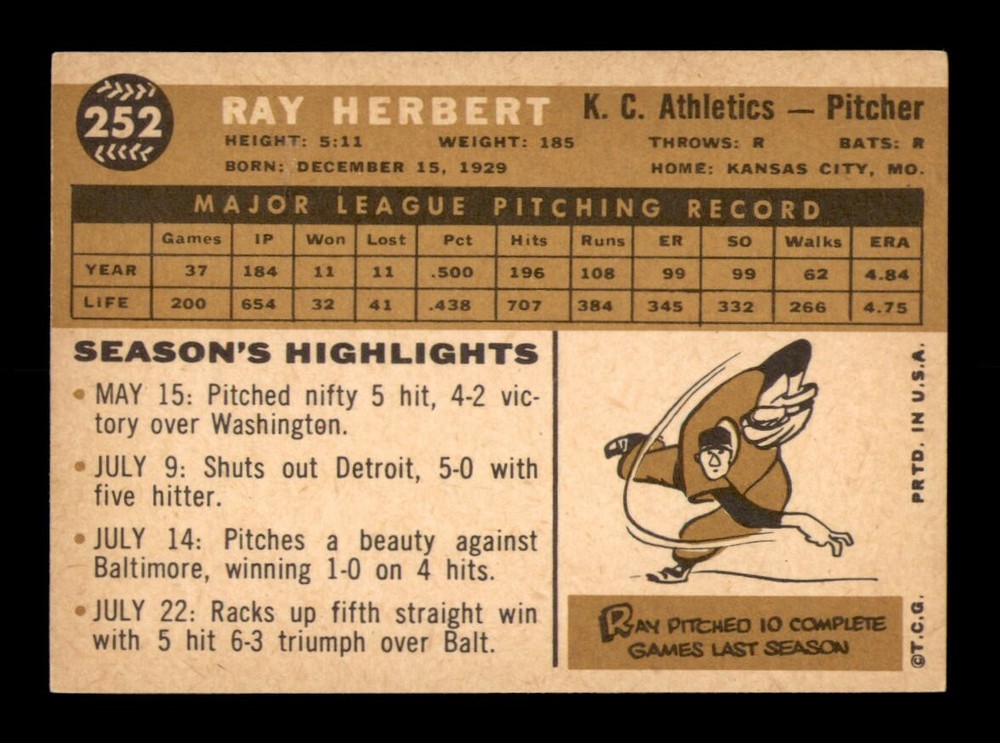 252
RAY HERBERT K. C. Athletics — Pitcher
HEIGHT: 5:11 WEIGHT: 185 THROWS: R BATS: R
BORN: DECEMBER 15, 1929 HOME: KANSAS CITY, MO.
MAJOR LEAGUE PITCHING RECORD
Games IP Won Lost Pct Hits Runs ER SO Walks ERA
YEAR 37 184 11 11 .500 196 108 99 99 62 4.84
LIFE 200 654 32 41 .438 707 384 345 332 266 4.75
SEASON'S HIGHLIGHTS
• MAY 15: Pitched nifty 5 hit, 4-2 vic-
tory over Washington.
• JULY 9: Shuts out Detroit, 5-0 with
five hitter.
• JULY 14: Pitches a beauty against
Baltimore, winning 1-0 on 4 hits.
• JULY 22: Racks up fifth straight win
with 5 hit 6-3 triumph over Balt.
RAY PITCHED 10 COMPLETE
GAMES LAST SEASON
©T.C.G. PRTD. IN U.S.A.